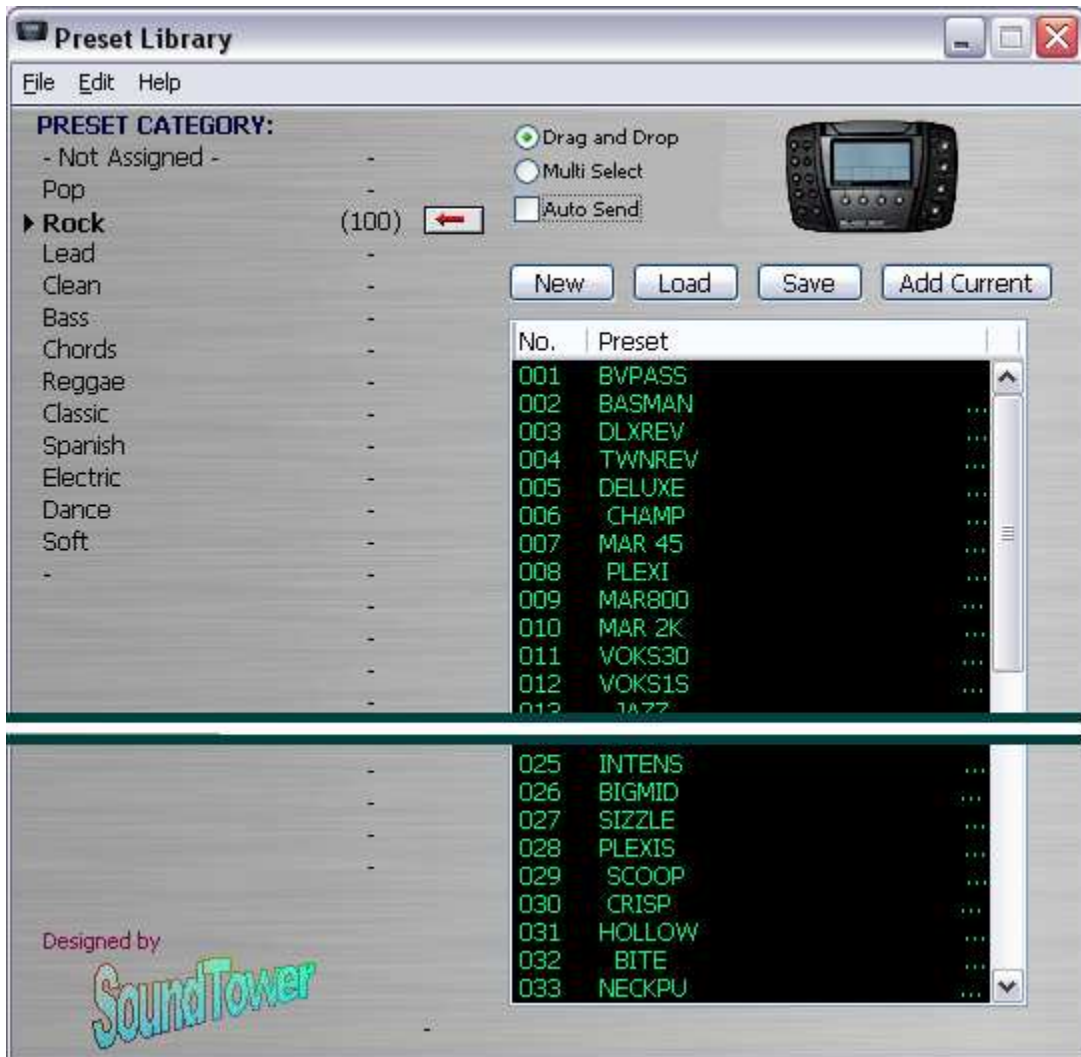 Preset Library
File Edit Help
PRESET CATEGORY:
- Not Assigned - -
Pop -
Rock (100)
Lead -
Clean -
Bass -
Chords -
Reggae -
Classic -
Spanish -
Electric -
Dance -
Soft -
- -
Drag and Drop
Multi Select
Auto Send
New Load Save Add Current
No. Preset
001 BVPASS
002 BASMAN ...
003 DLXREV ...
004 TWNREV ...
005 DELUXE ...
006 CHAMP ...
007 MAR 45 ...
008 PLEXI ...
009 MAR800 ...
010 MAR 2K ...
011 VOKS30 ...
012 VOKS1S ...
013 JAZZ
025 INTENS ...
026 BIGMID ...
027 SIZZLE ...
028 PLEXIS ...
029 SCOOP ...
030 CRISP ...
031 HOLLOW ...
032 BITE ...
033 NECKPU ...
Designed by
SoundTower